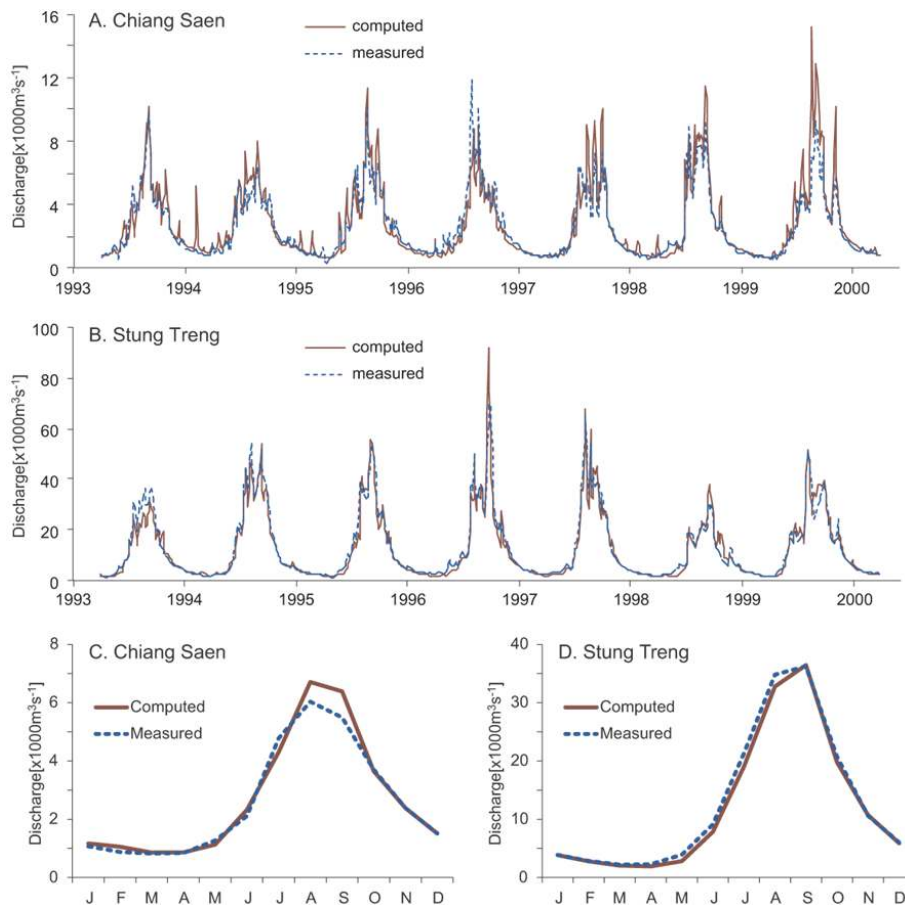 A. Chiang Saen
computed
measured
Discharge[x1000m³s⁻¹]
16
12
8
4
0
1993 1994 1995 1996 1997 1998 1999 2000
B. Stung Treng
computed
measured
Discharge[x1000m³s⁻¹]
100
80
60
40
20
0
1993 1994 1995 1996 1997 1998 1999 2000
C. Chiang Saen
Computed
Measured
Discharge[x1000m³s⁻¹]
8
6
4
2
0
J F M A M J J A S O N D
D. Stung Treng
Computed
Measured
Discharge[x1000m³s⁻¹]
40
30
20
10
0
J F M A M J J A S O N D